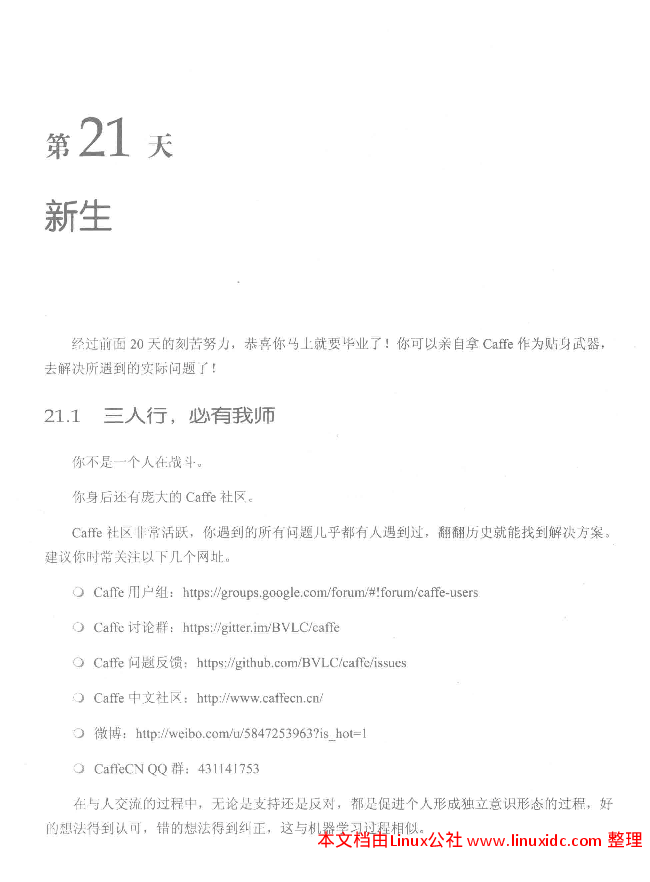 第 21 天
新生
经过前面 20 天的刻苦努力，恭喜你马上就要毕业了！你可以亲自拿 Caffe 作为贴身武器，
去解决所遇到的实际问题了！
21.1 三人行，必有我师
你不是一个人在战斗。
你身后还有庞大的 Caffe 社区。
Caffe 社区非常活跃，你遇到的所有问题几乎都有人遇到过，翻翻历史就能找到解决方案。
建议你时常关注以下几个网址。
❍ Caffe 用户组：https://groups.google.com/forum/#!forum/caffe-users
❍ Caffe 讨论群：https://gitter.im/BVLC/caffe
❍ Caffe 问题反馈：https://github.com/BVLC/caffe/issues
❍ Caffe 中文社区：http://www.caffecn.cn/
❍ 微博：http://weibo.com/u/5847253963?is_hot=1
❍ CaffeCN QQ 群：431141753
在与人交流的过程中，无论是支持还是反对，都是促进个人形成独立意识形态的过程，好
的想法得到认可，错的想法得到纠正，这与机器学习过程相似。
本文档由Linux公社 www.linuxidc.com 整理